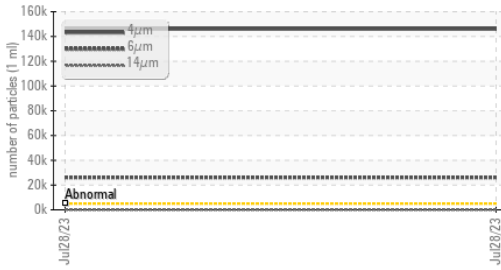 160k
140k
120k
100k
80k
60k
40k
20k
0k
number of particles (1 ml)
4µm
6µm
14µm
Abnormal
Jul28/23
Jul28/23